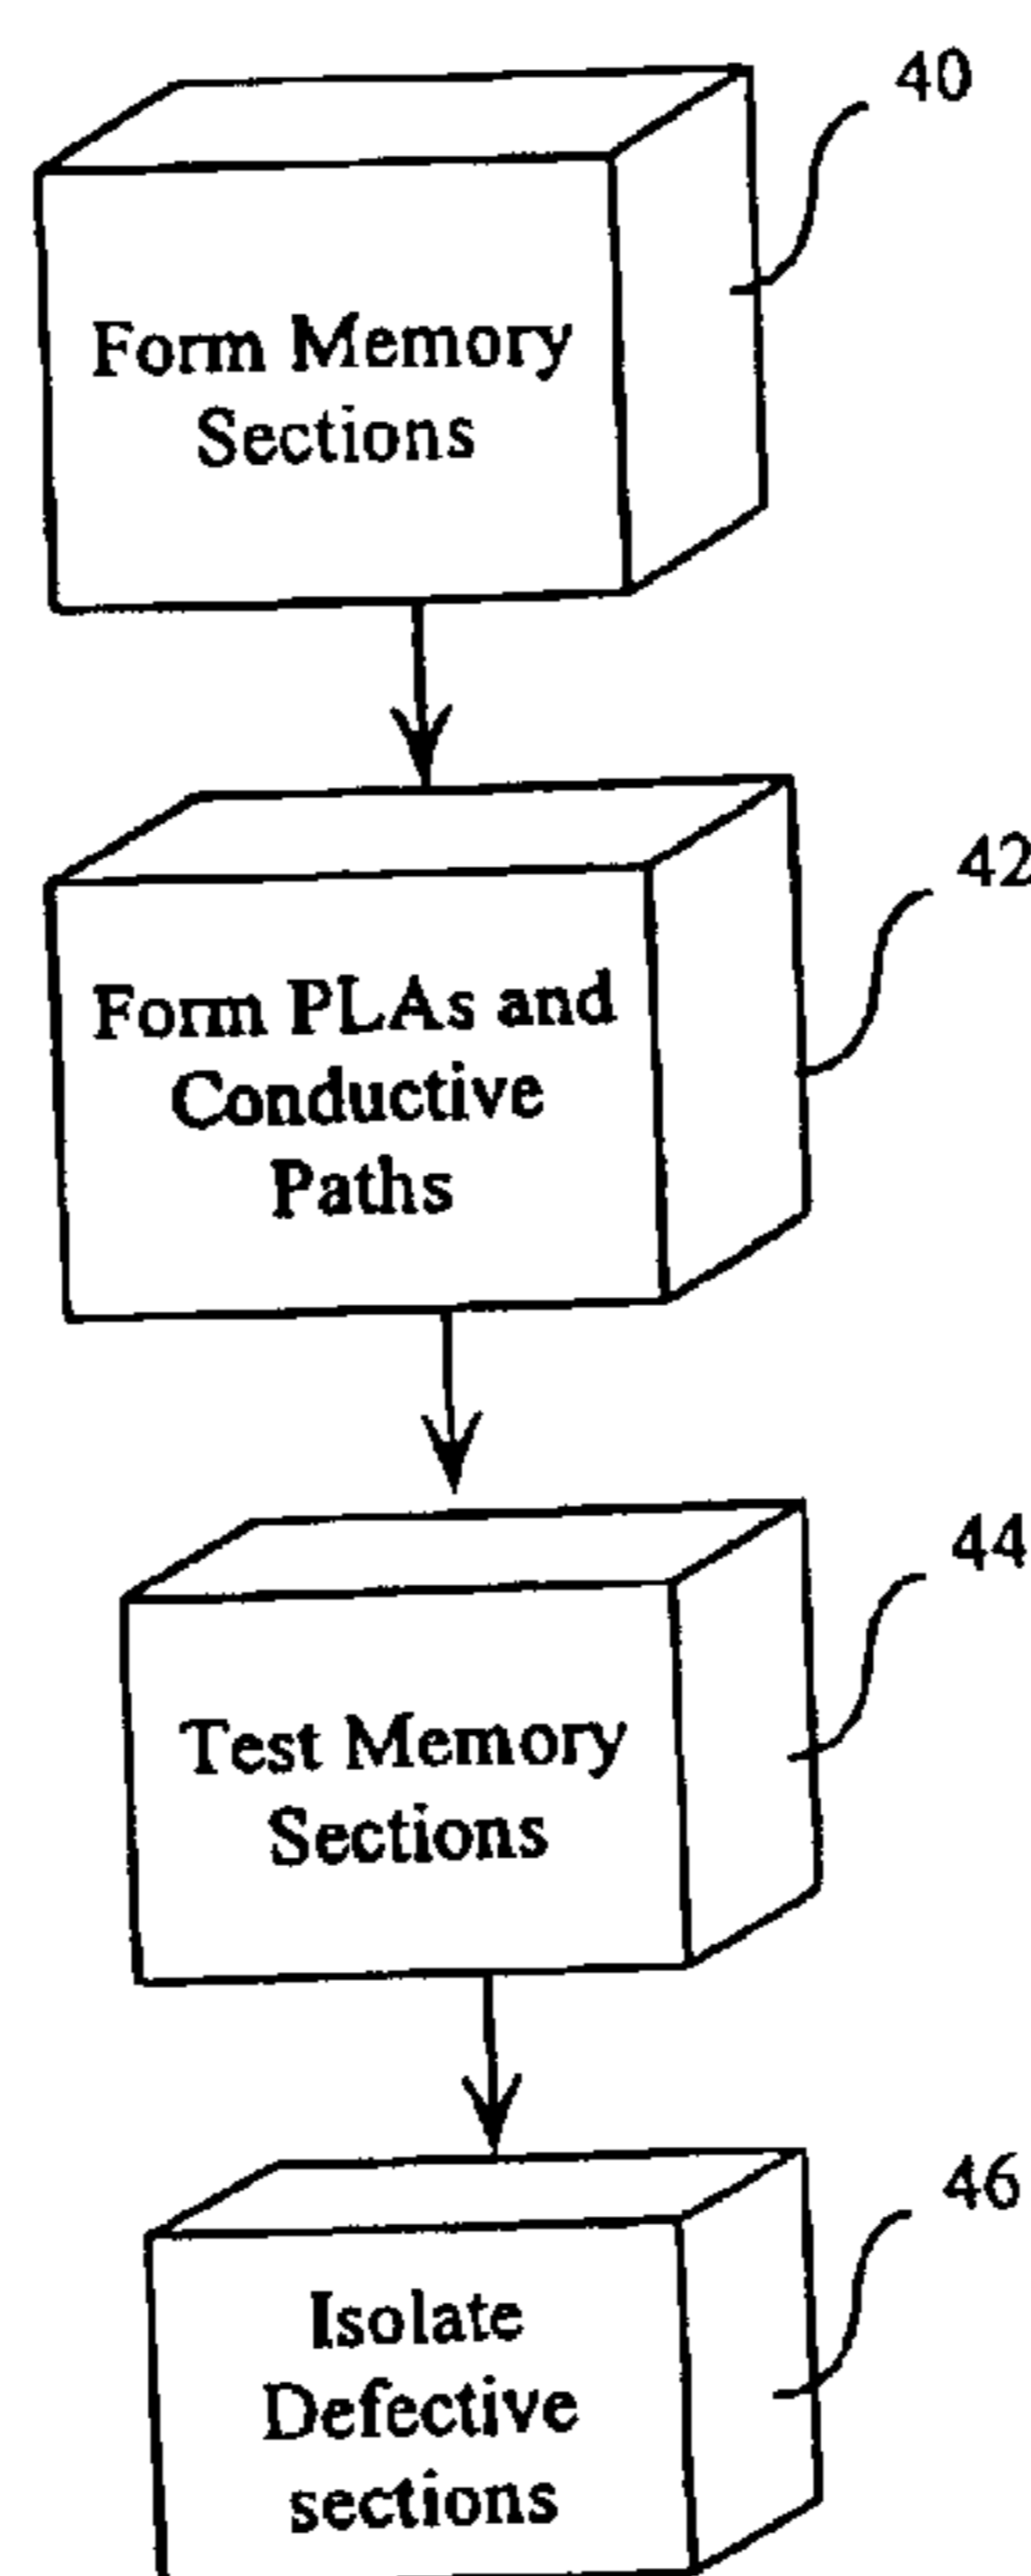 40
Form Memory
Sections
42
Form PLAs and
Conductive
Paths
44
Test Memory
Sections
46
Isolate
Defective
sections